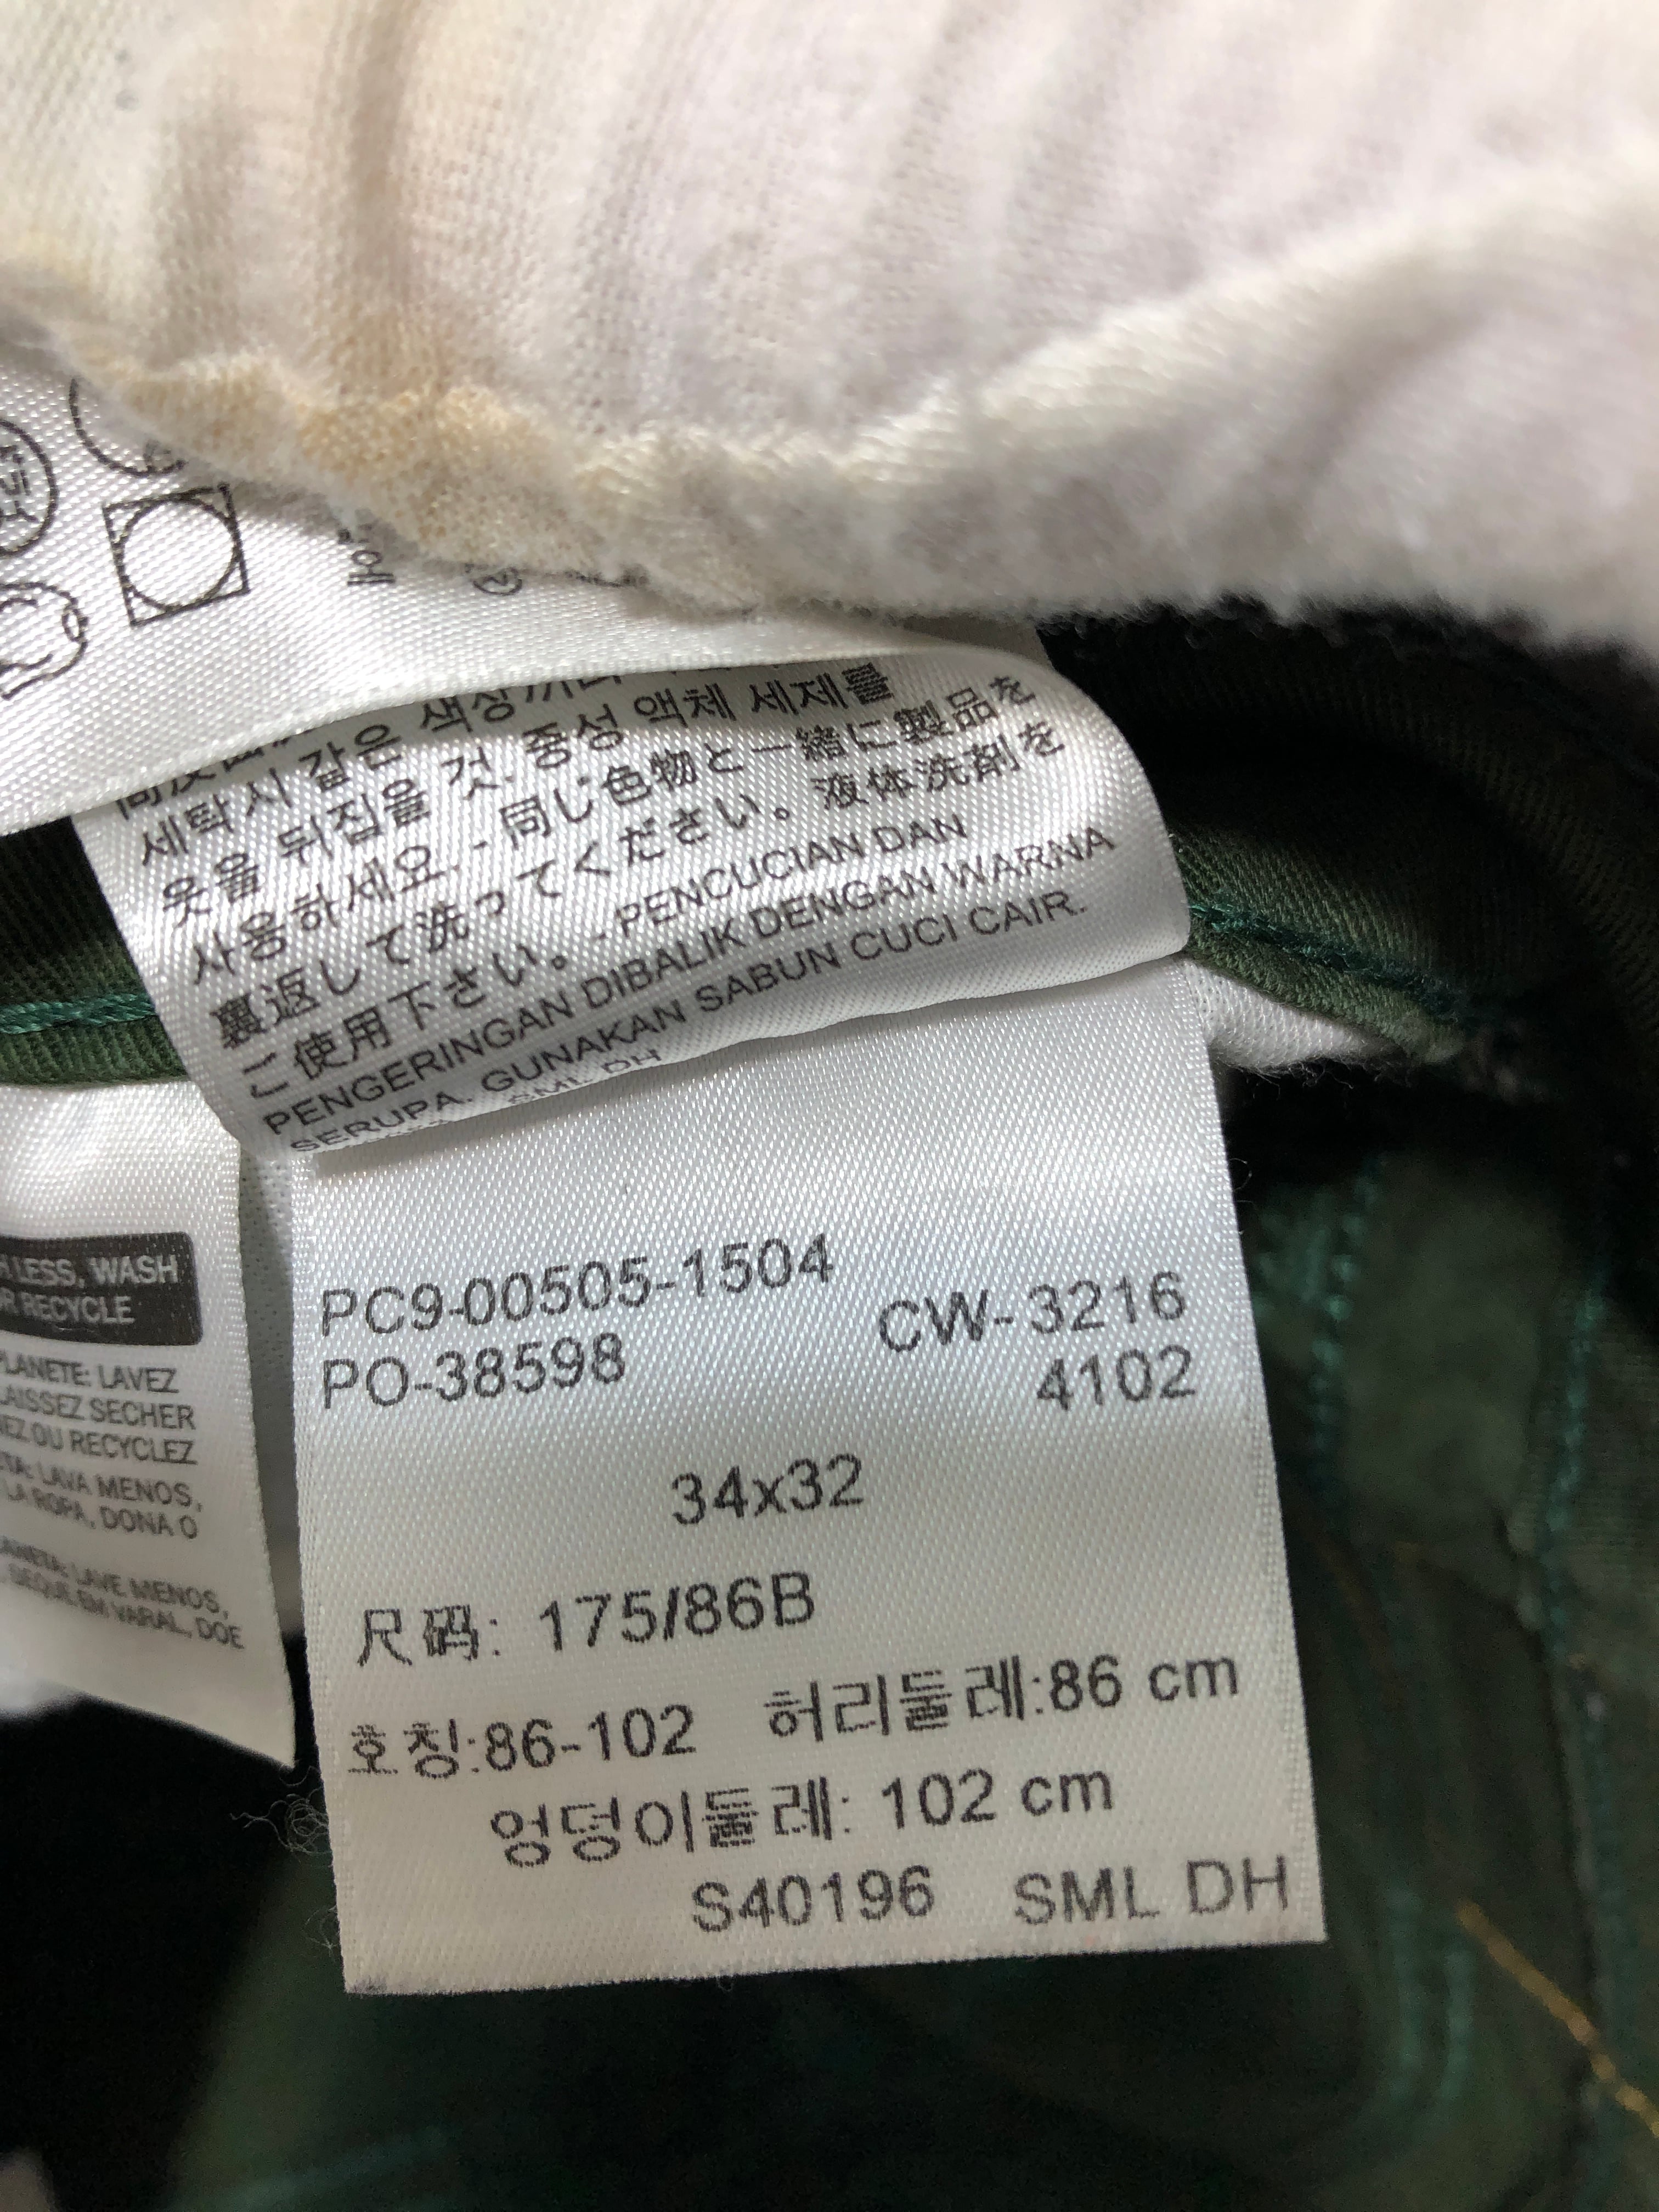 세탁시 같은 색상끼리
옷을 뒤집을 것. 중성 액체 세제를
사용하세요. - 同じ色物と一緒に製品を
裏返して洗ってください。液体洗剤を
ご使用下さい。- PENCUCIAN DAN
PENGERINGAN DIBALIK DENGAN WARNA
SERUPA. GUNAKAN SABUN CUCI CAIR.
SML DH
LESS, WASH
RECYCLE
LAVEZ
SECHER
OU RECYCLEZ
LAVA MENOS,
LA ROPA, DONA O
LAVE MENOS,
SEQUE EM VARAL, DOE
PC9-00505-1504
PO-38598
CW-3216
4102
34x32
尺码: 175/86B
호칭:86-102 허리둘레:86 cm
엉덩이둘레: 102 cm
S40196 SML DH